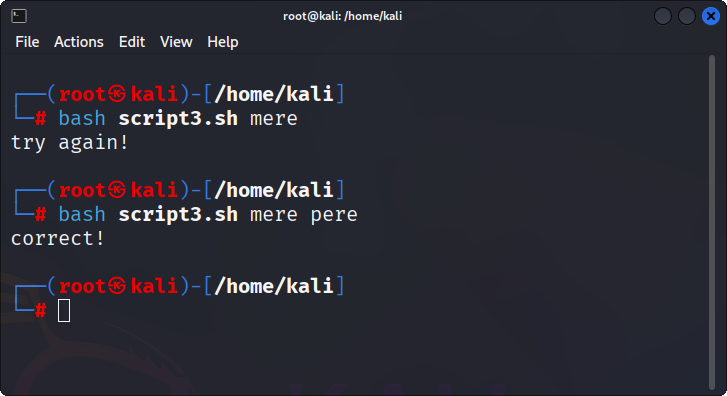 root@kali: /home/kali
File Actions Edit View Help
┌──(root㉿kali)-[/home/kali]
└─# bash script3.sh mere
try again!
┌──(root㉿kali)-[/home/kali]
└─# bash script3.sh mere pere
correct!
┌──(root㉿kali)-[/home/kali]
└─#